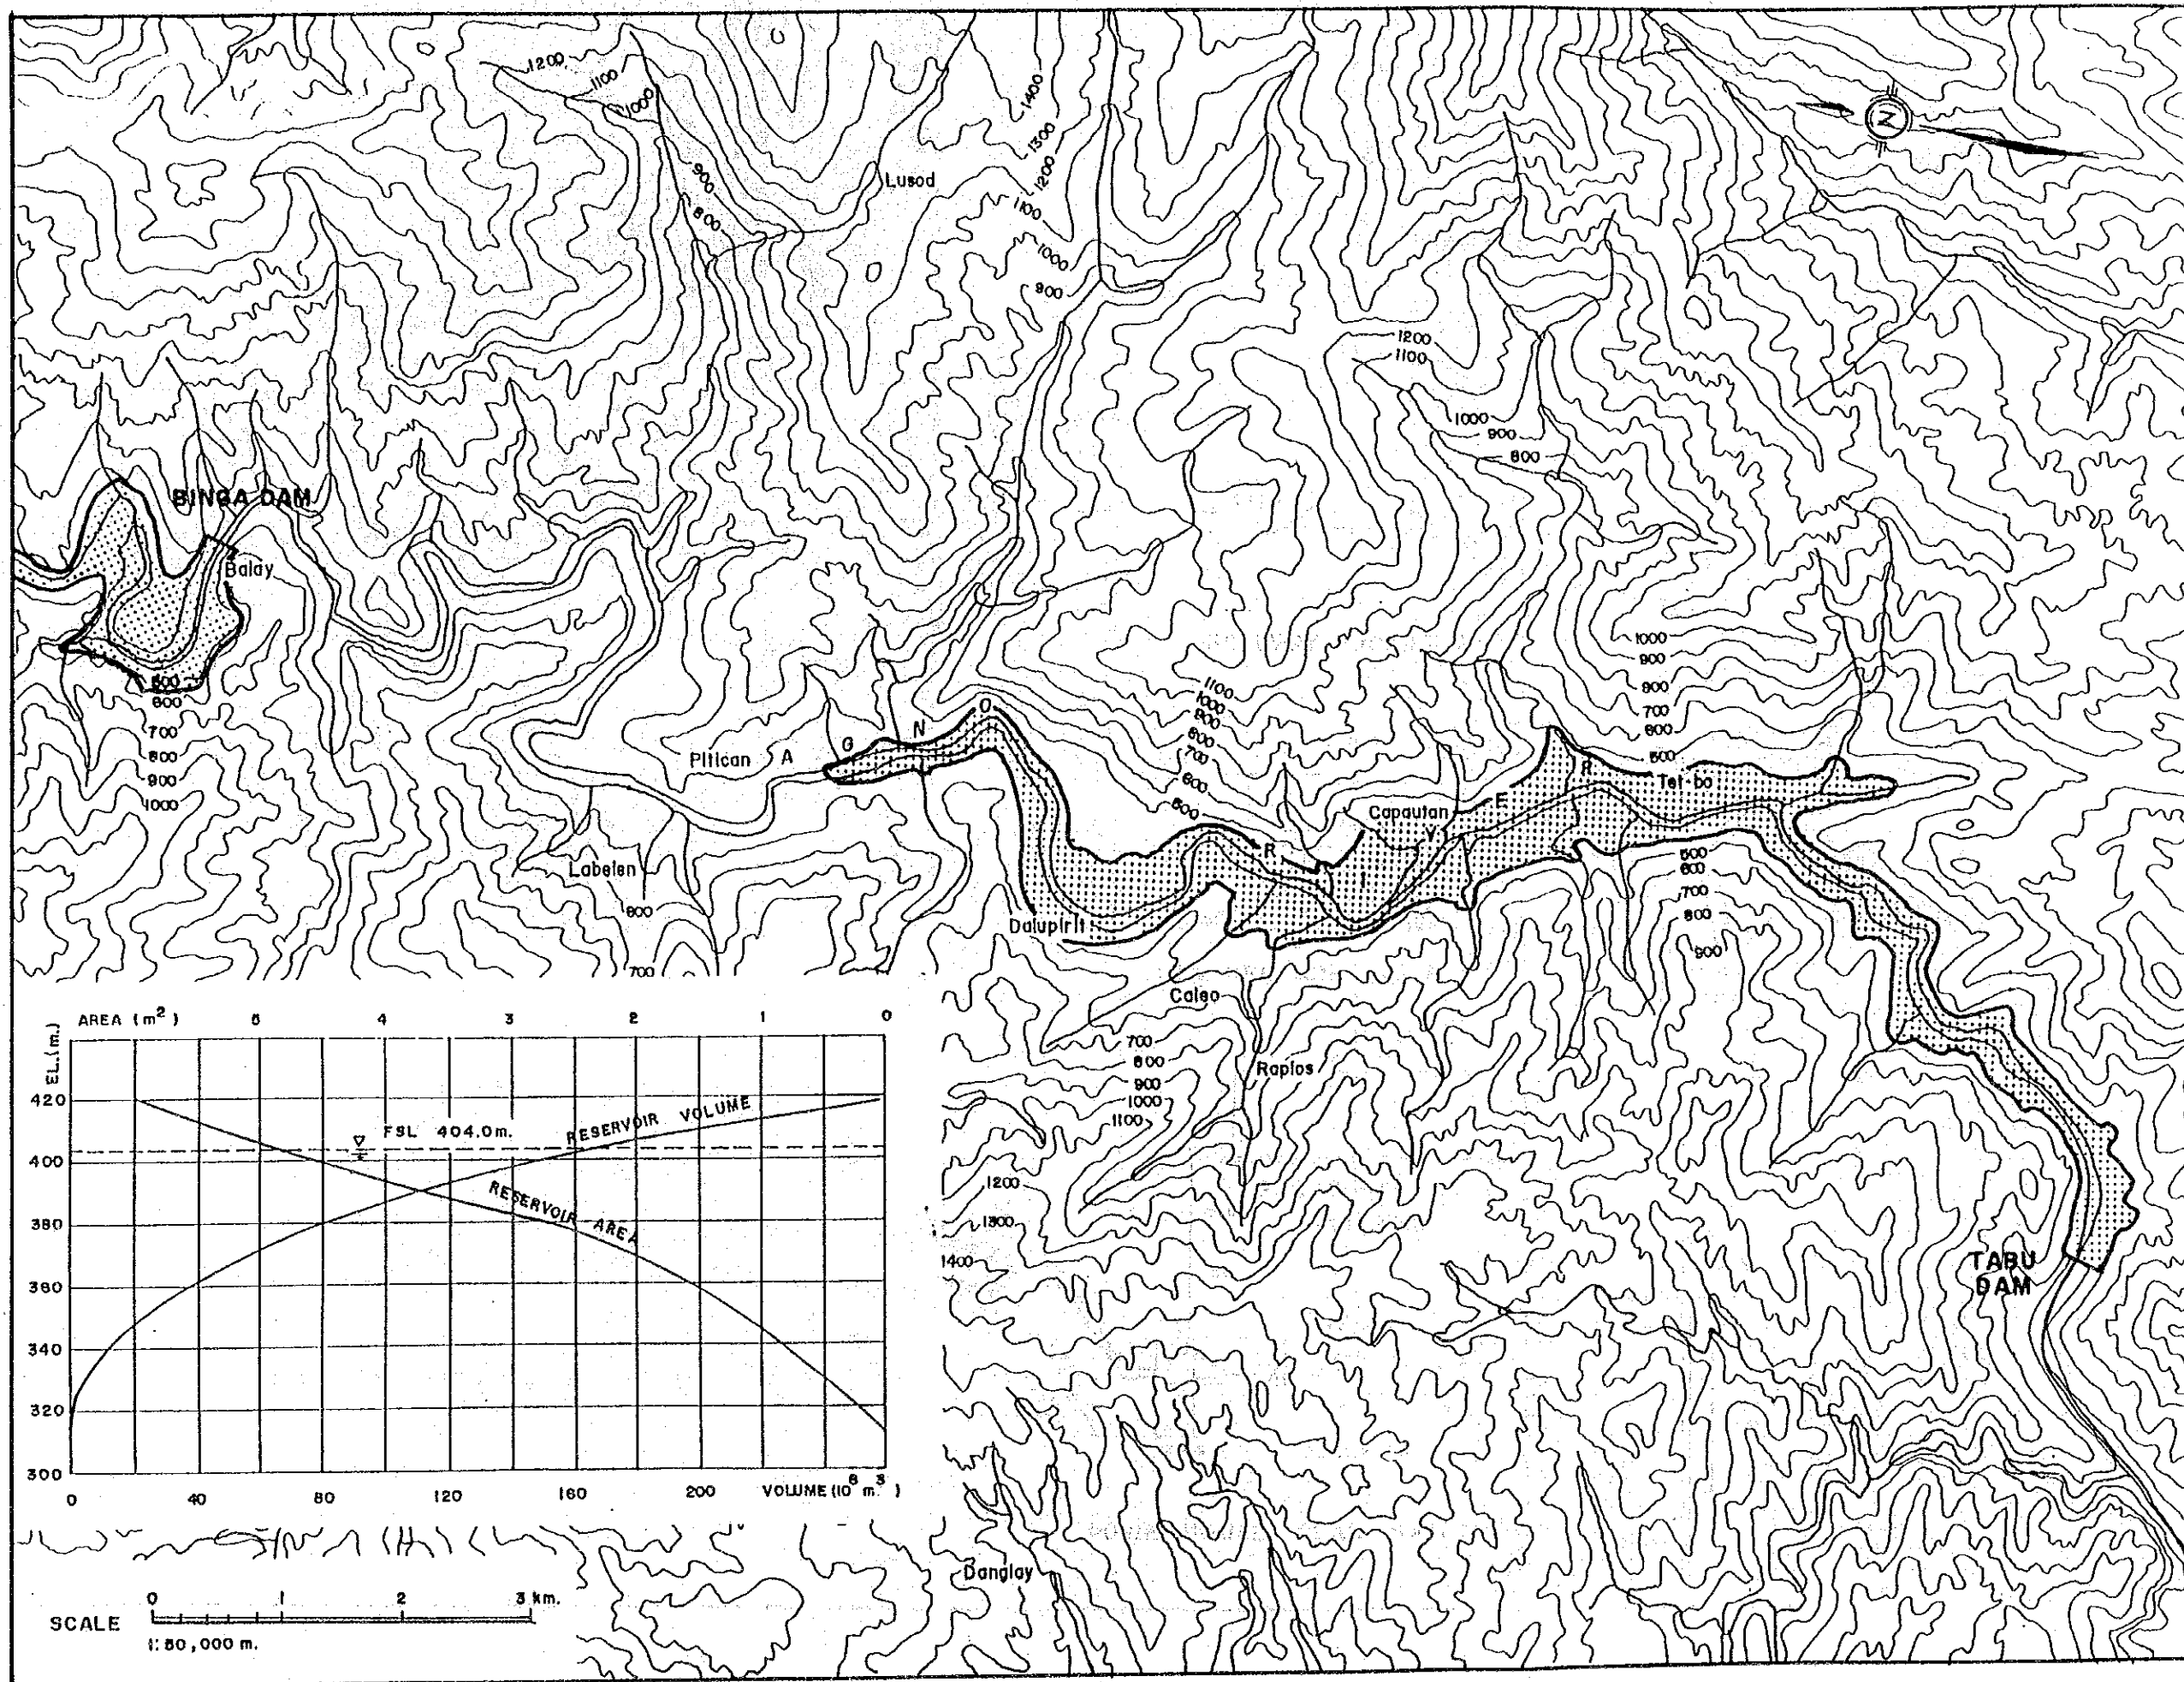 1200
1100
1000
1400
1300
1200
900
800
Lusod
1100
1000
900
Z
1200
1100
1000
900
800
BINGA DAM
Balay
500
600
700
800
900
1000
1000
900
800
700
600
500
1100
1000
900
800
700
600
500
Pitican
A G N O R I V E R
Tet-bo
Capautan
Labelen
800
700
Dalupirit
500
600
700
800
900
Caleo
Raplos
700
800
900
1000
1100
1200
1300
1400
TABU
DAM
AREA (m²) 5 4 3 2 1 0
EL.(m.)
420
400
380
360
340
320
300
FSL 404.0m.
RESERVOIR VOLUME
RESERVOIR AREA
0 40 80 120 160 200 VOLUME (10⁶ m.³)
Danglay
0 1 2 3 km.
SCALE
1:50,000 m.